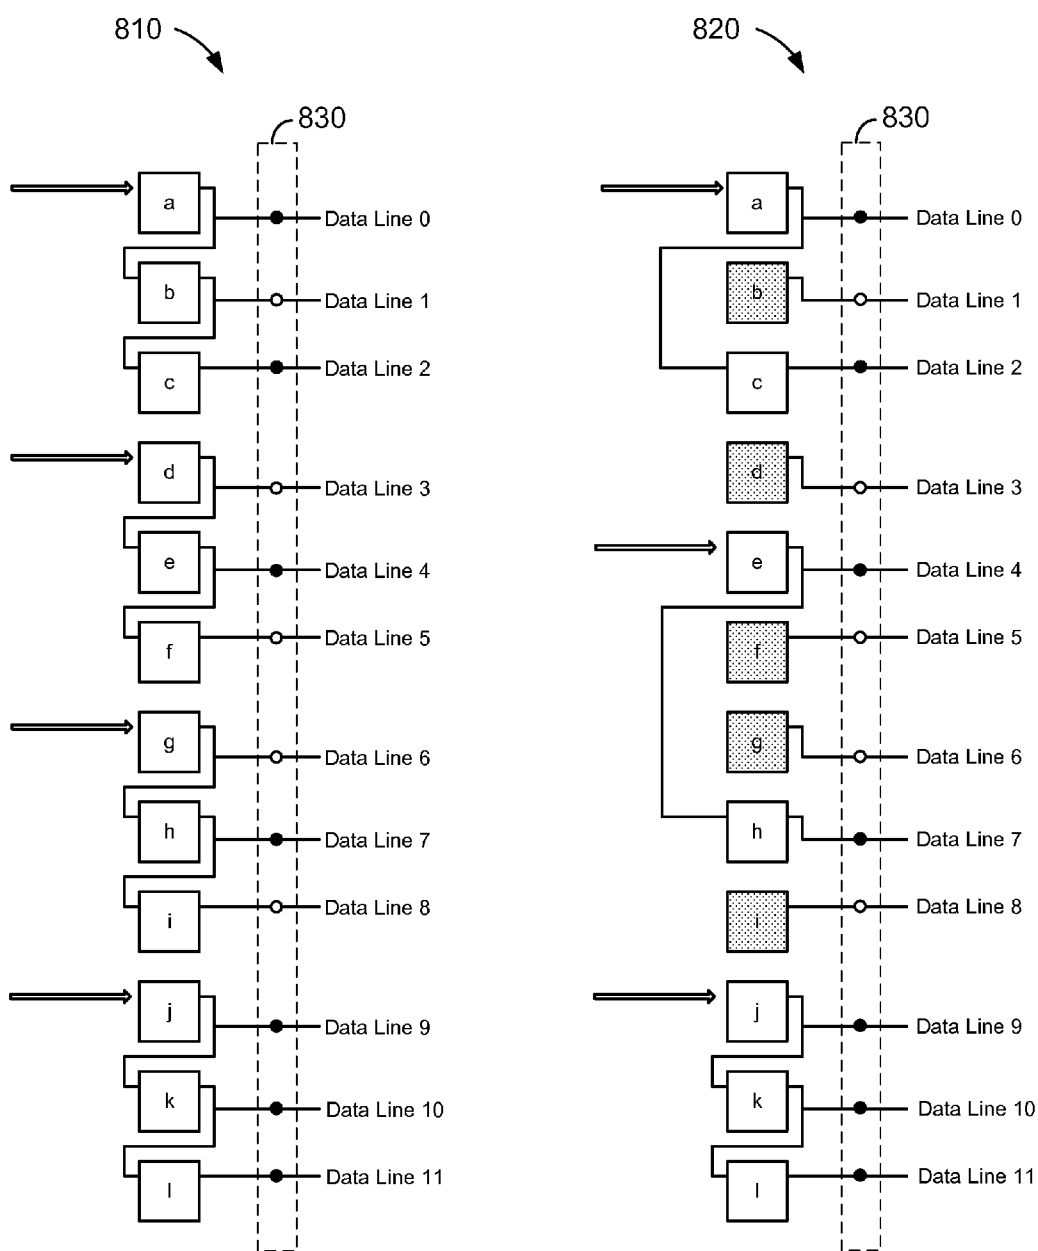 810
820
830
830
a
Data Line 0
b
Data Line 1
c
Data Line 2
d
Data Line 3
e
Data Line 4
f
Data Line 5
g
Data Line 6
h
Data Line 7
i
Data Line 8
j
Data Line 9
k
Data Line 10
l
Data Line 11
a
Data Line 0
b
Data Line 1
c
Data Line 2
d
Data Line 3
e
Data Line 4
f
Data Line 5
g
Data Line 6
h
Data Line 7
i
Data Line 8
j
Data Line 9
k
Data Line 10
l
Data Line 11